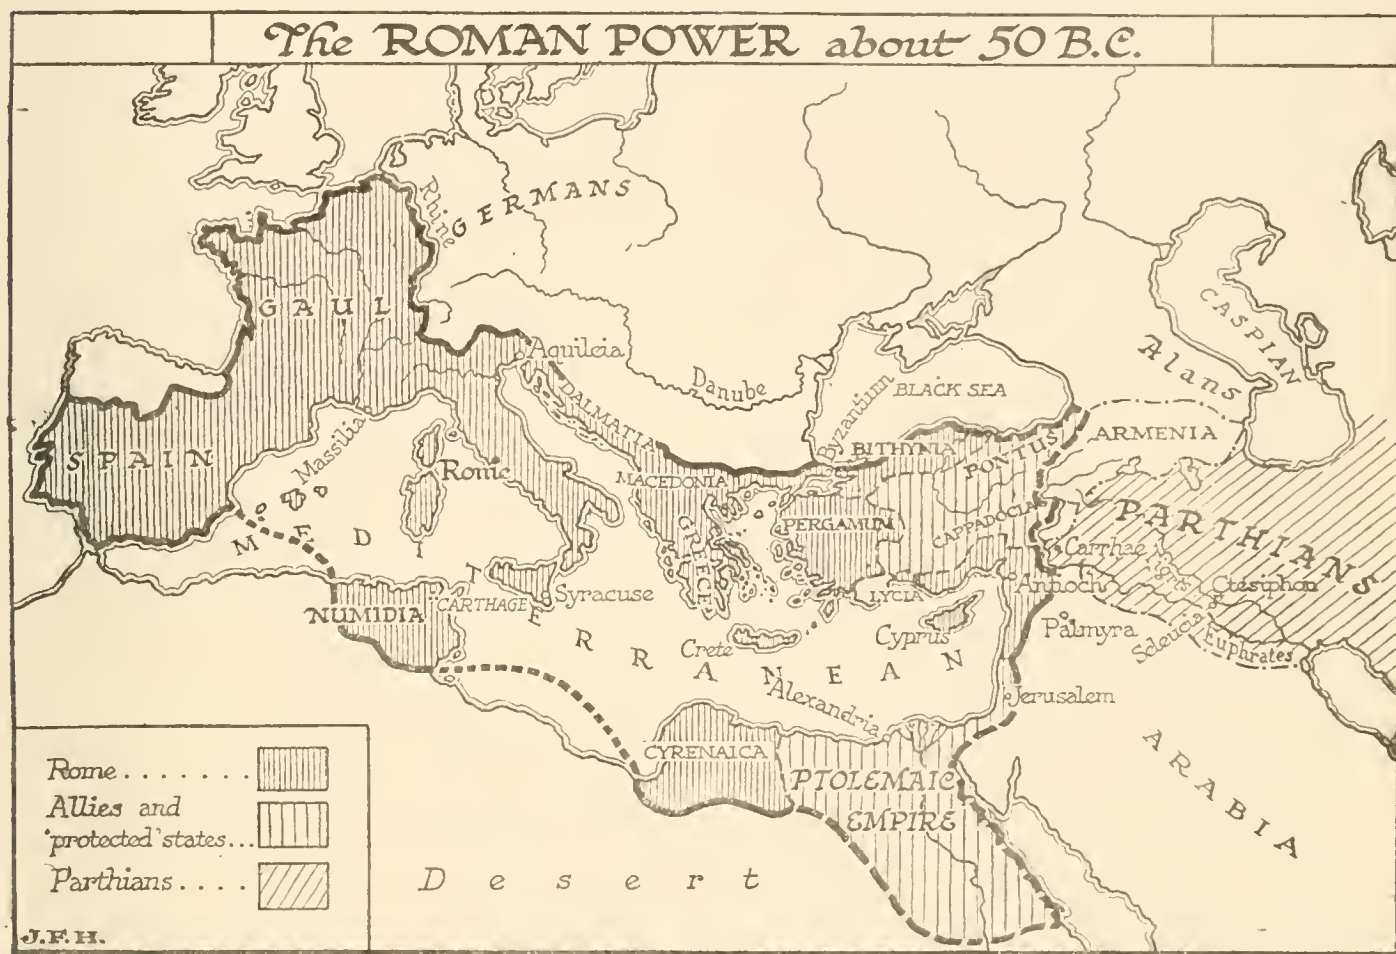 The ROMAN POWER about 50 B.C.
Rhine
GERMANS
GAUL
CASPIAN
Alans
Aquileia
Danube
BLACK SEA
DALMATIA
Byzantium
Massilia
SPAIN
Rome
BITHYNIA
PONTUS
ARMENIA
MACEDONIA
PERGAMUM
CAPPADOCIA
PARTHIANS
GREECE
MEDITERRANEAN
Carrhae
Tigris
Ctesiphon
Antioch
LYCIA
NUMIDIA
CARTHAGE
Syracuse
Crete
Cyprus
Palmyra
Seleucia
Euphrates
Alexandria
Jerusalem
CYRENAICA
PTOLEMAIC
EMPIRE
ARABIA
Desert
Rome.......
Allies and
'protected' states...
Parthians....
J.F.H.